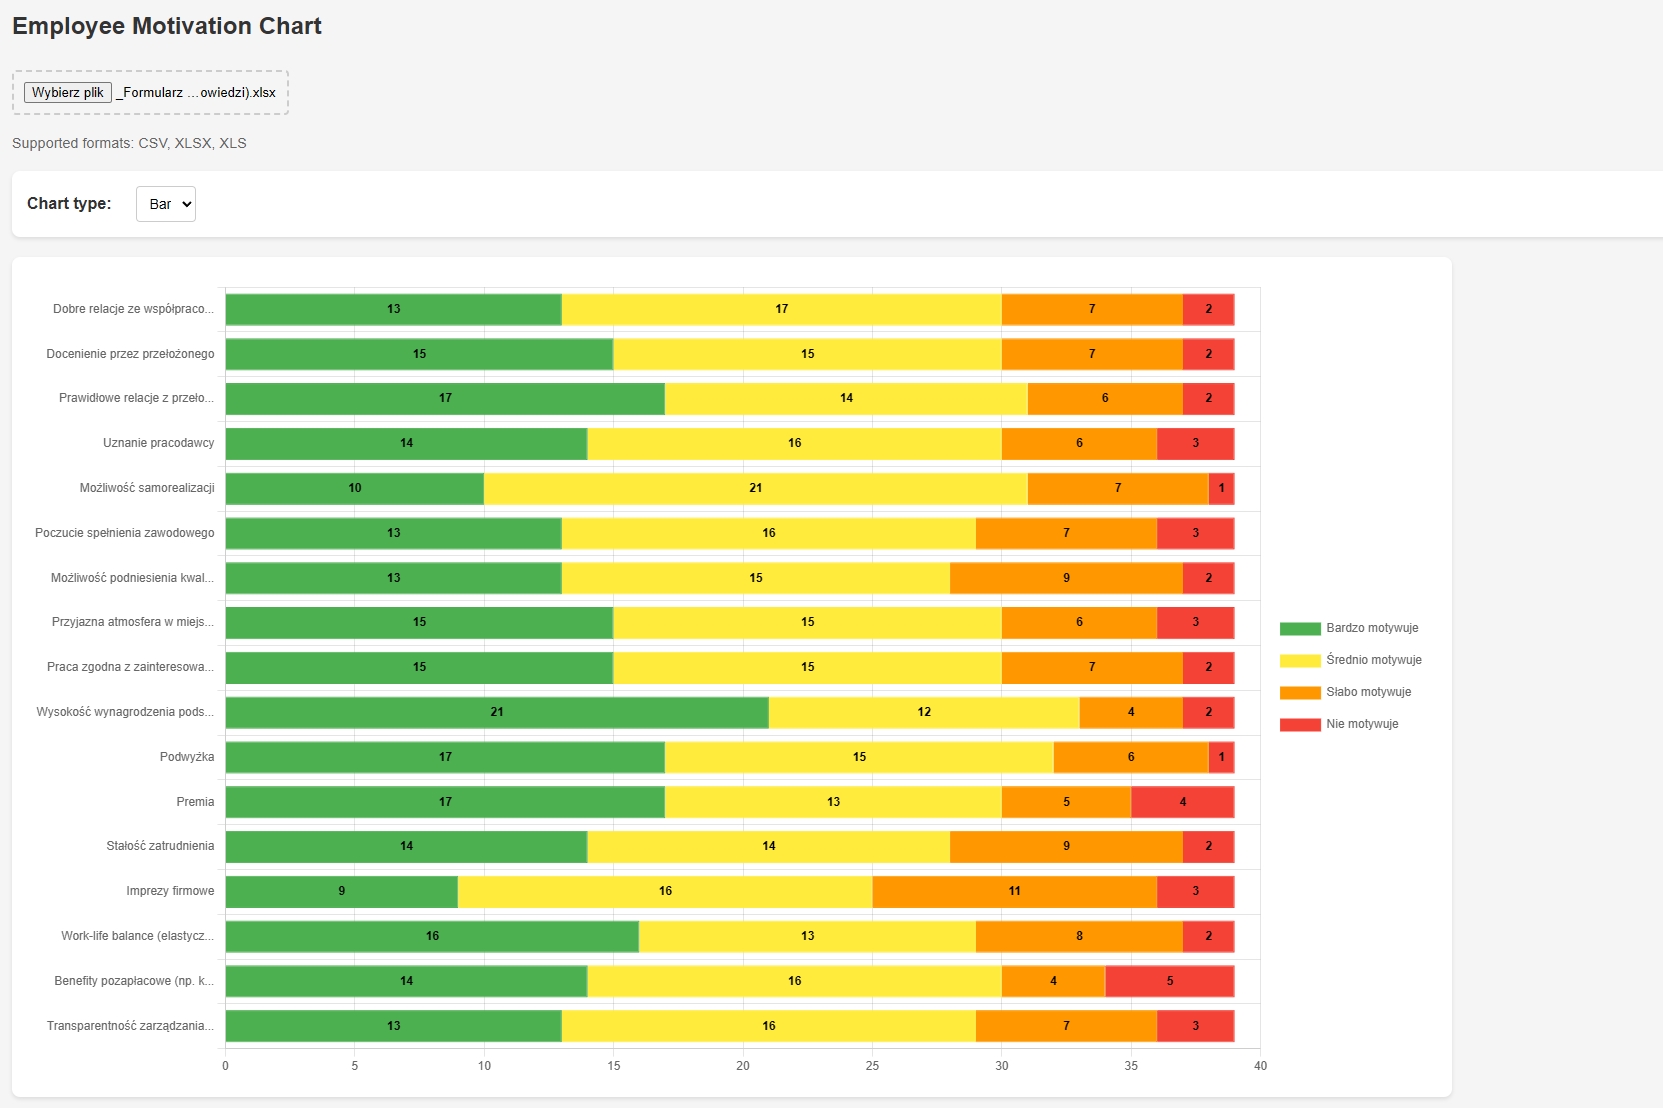 Employee Motivation Chart
Wybierz plik _Formularz ...owiedzi).xlsx
Supported formats: CSV, XLSX, XLS
Chart type: Bar
Dobre relacje ze współpraco... 13 17 7 2
Docenienie przez przełożonego 15 15 7 2
Prawidłowe relacje z przeło... 17 14 6 2
Uznanie pracodawcy 14 16 6 3
Możliwość samorealizacji 10 21 7 1
Poczucie spełnienia zawodowego 13 16 7 3
Możliwość podniesienia kwal... 13 15 9 2
Przyjazna atmosfera w miejs... 15 15 6 3
Praca zgodna z zainteresowa... 15 15 7 2
Wysokość wynagrodzenia pods... 21 12 4 2
Podwyżka 17 15 6 1
Premia 17 13 5 4
Stałość zatrudnienia 14 14 9 2
Imprezy firmowe 9 16 11 3
Work-life balance (elastycz... 16 13 8 2
Benefity pozapłacowe (np. k... 14 16 4 5
Transparentność zarządzania... 13 16 7 3
0 5 10 15 20 25 30 35 40
Bardzo motywuje
Średnio motywuje
Słabo motywuje
Nie motywuje